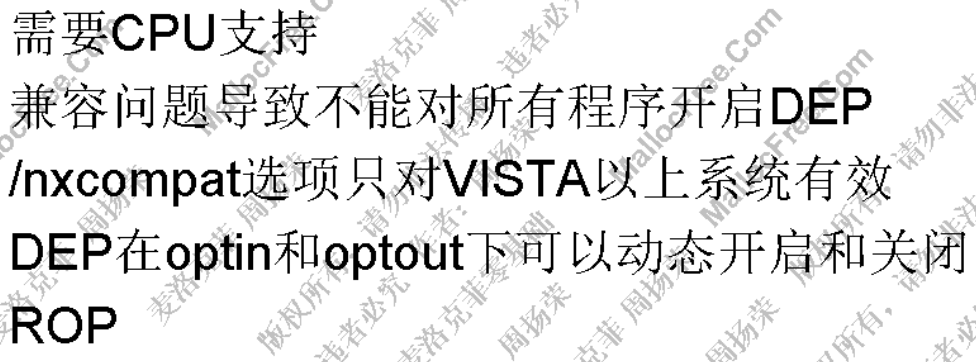 需要CPU支持
兼容问题导致不能对所有程序开启DEP
/nxcompat选项只对VISTA以上系统有效
DEP在optin和optout下可以动态开启和关闭
ROP